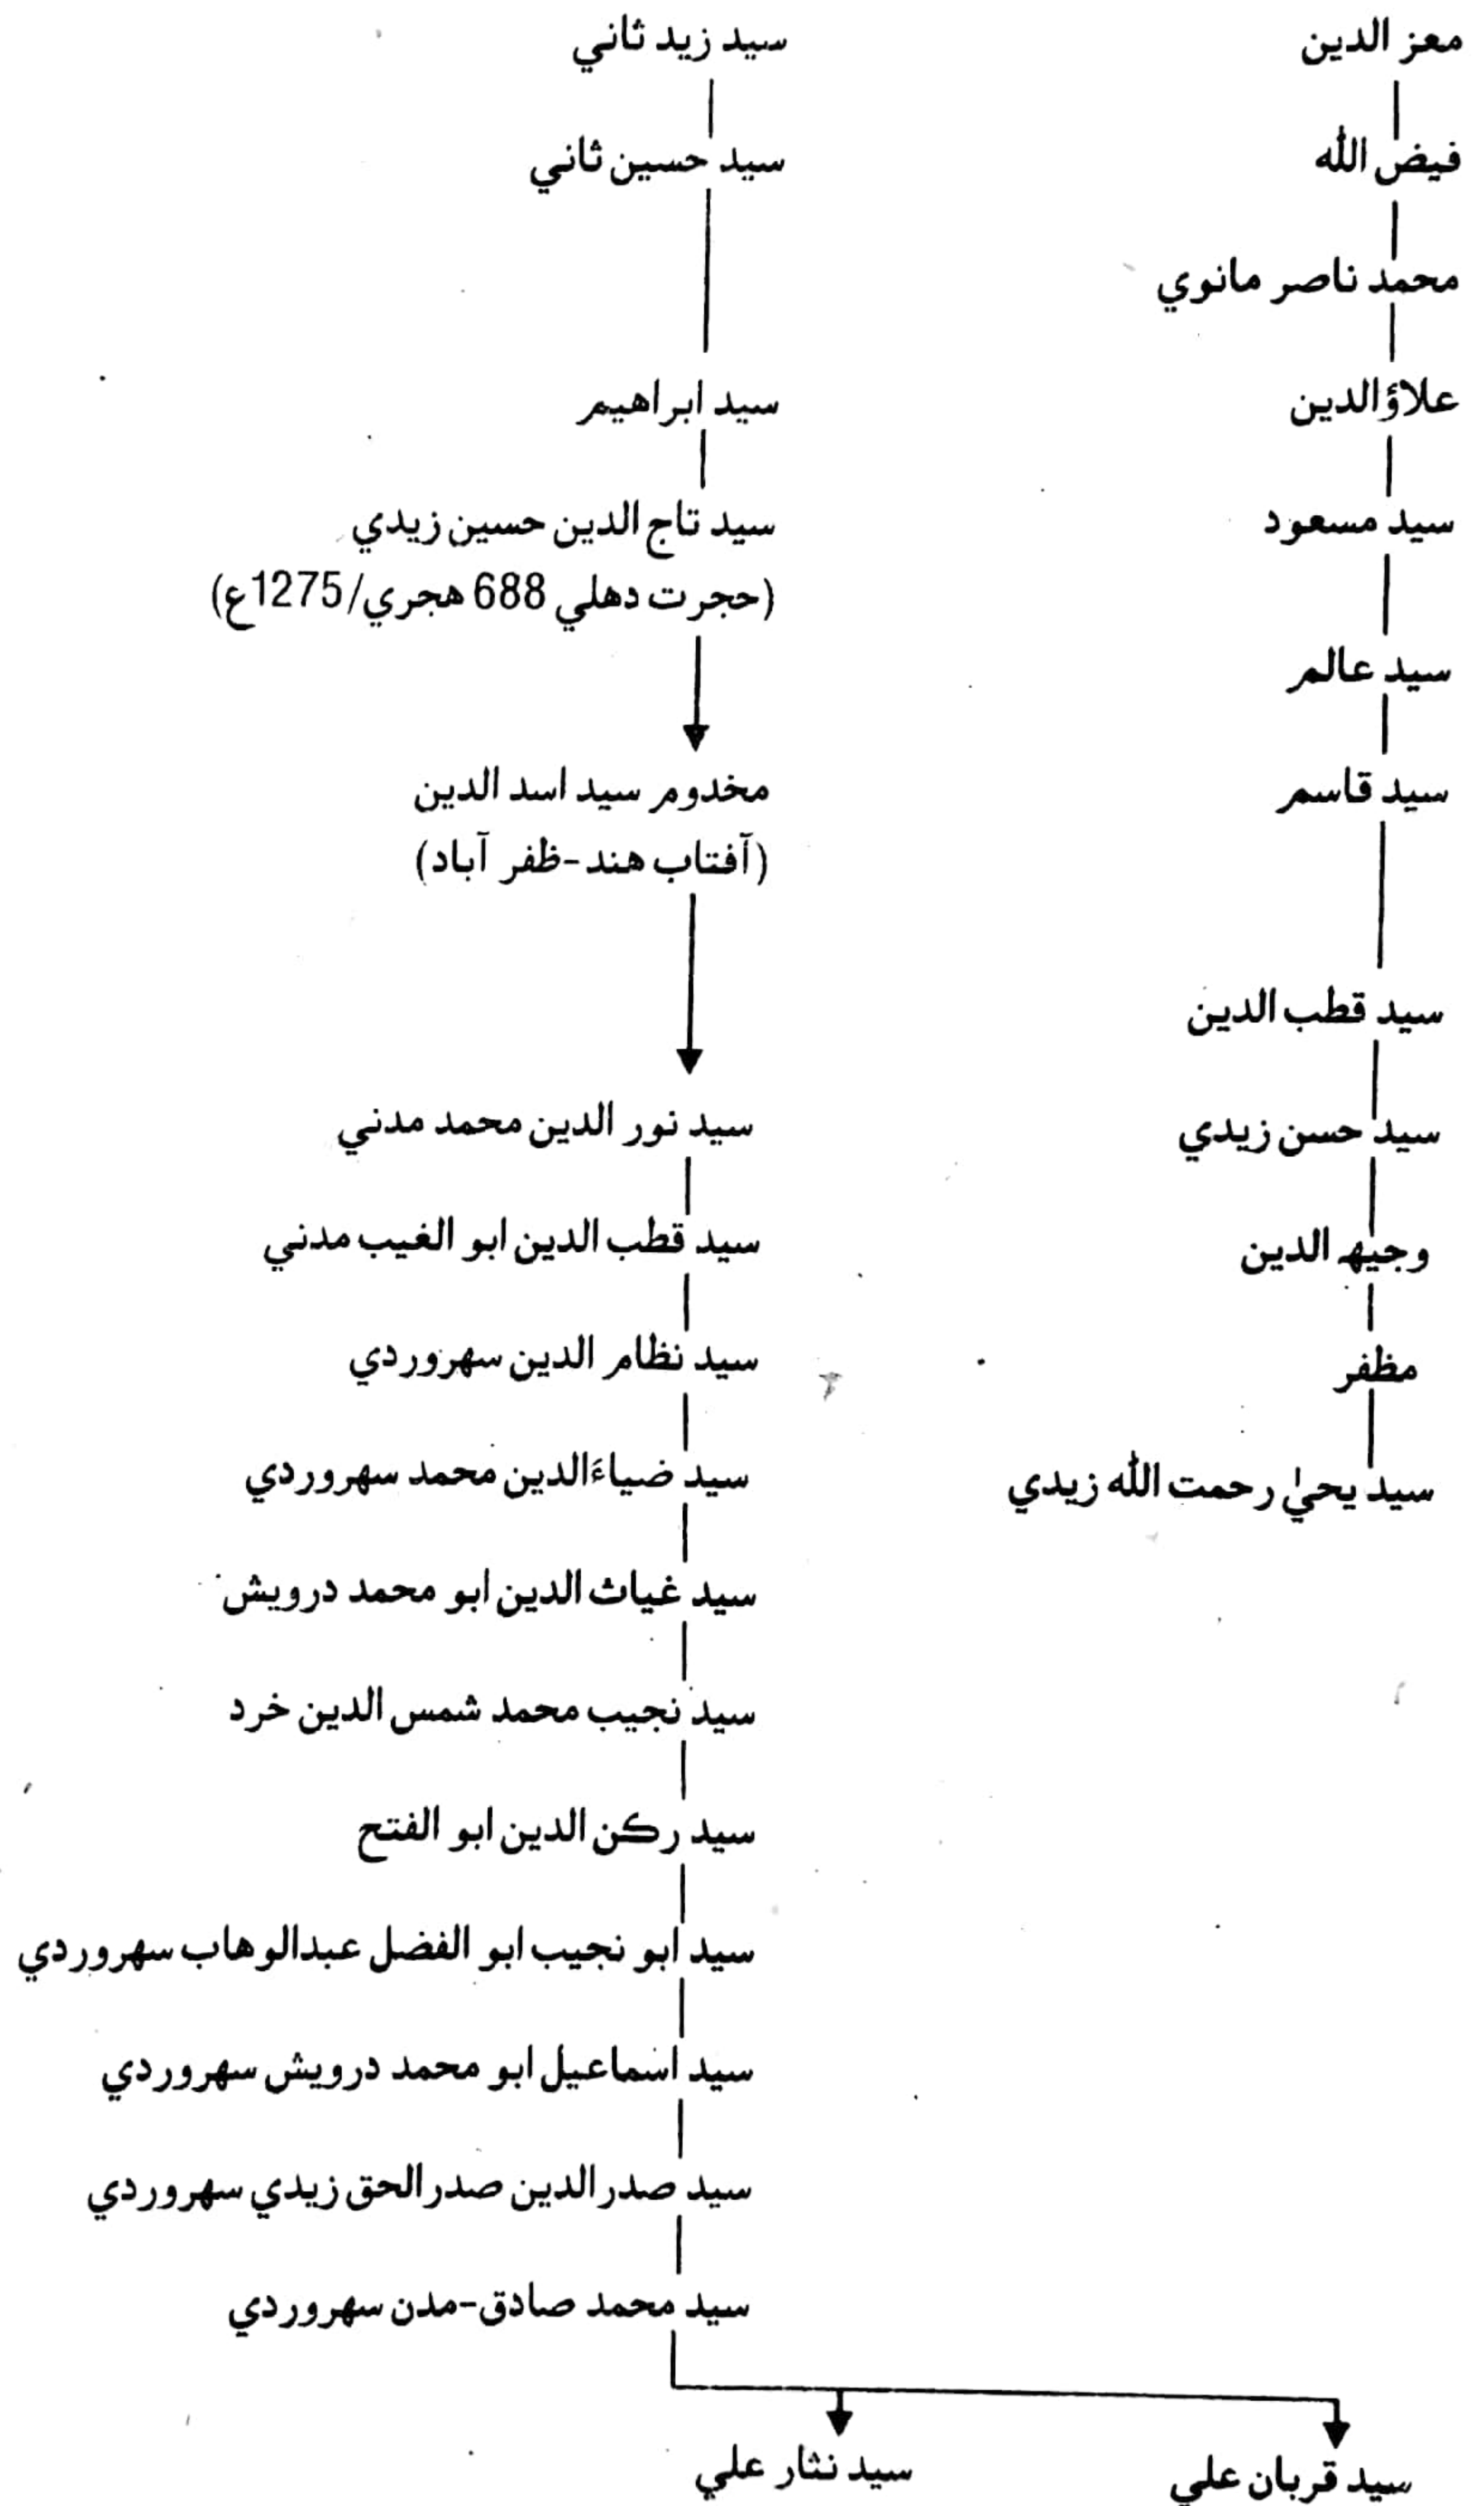 معز الدين
فيض الله
محمد ناصر مانوي
علاؤالدين
سيد مسعود
سيد عالم
سيد قاسم
سيد قطب الدين
سيد حسن زيدي
وجيهه الدين
مظفر
سيد يحيٰ رحمت الله زيدي
سيد زيد ثاني
سيد حسين ثاني
سيد ابراهيم
سيد تاج الدين حسين زيدي
(حجرت دهلي 688 هجري/1275ع)
مخدوم سيد اسد الدين
(آفتاب هند-ظفر آباد)
سيد نور الدين محمد مدني
سيد قطب الدين ابو الغيب مدني
سيد نظام الدين سهروردي
سيد ضياءَالدين محمد سهروردي
سيد غياث الدين ابو محمد درويش
سيد نجيب محمد شمس الدين خرد
سيد ركن الدين ابو الفتح
سيد ابو نجيب ابو الفضل عبدالوهاب سهروردي
سيد اسماعيل ابو محمد درويش سهروردي
سيد صدر الدين صدر الحق زيدي سهروردي
سيد محمد صادق-مدن سهروردي
سيد قربان علي
سيد نثار علي